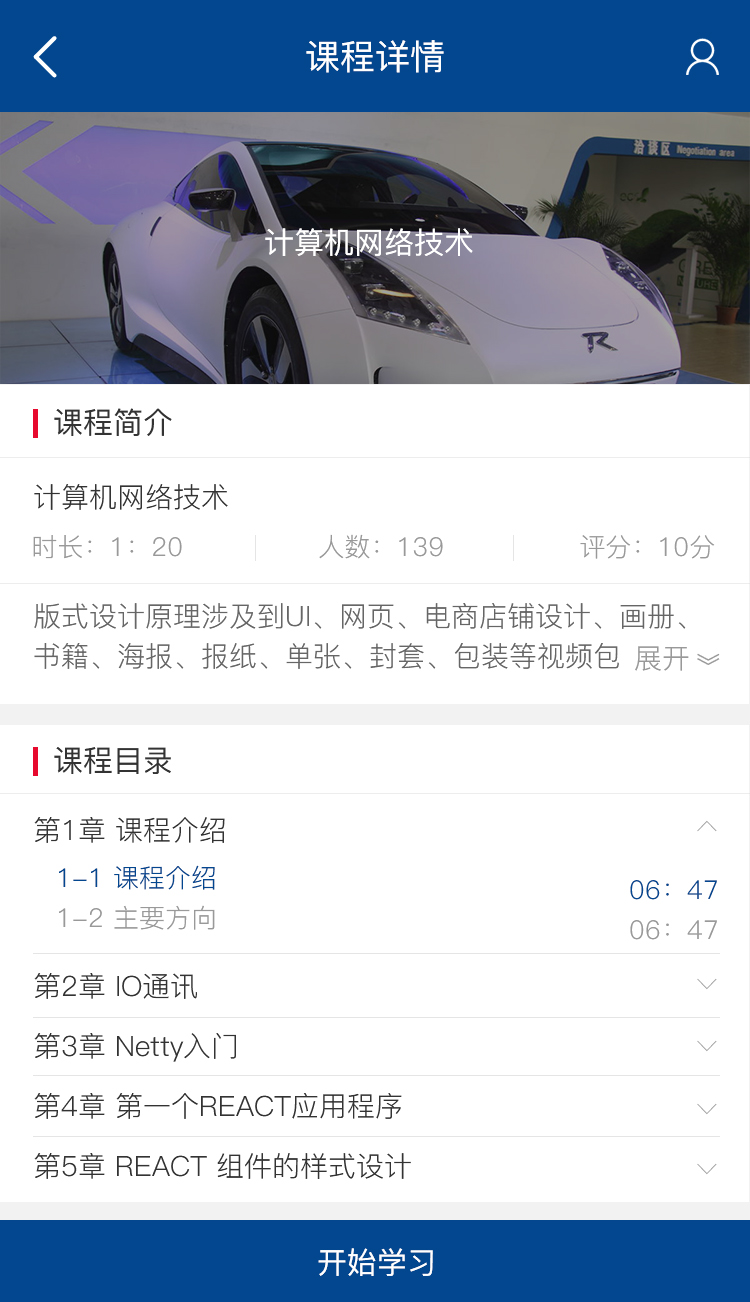 课程详情
洽谈区 Negotiation area
计算机网络技术
课程简介
计算机网络技术
时长：1：20 人数：139 评分：10分
版式设计原理涉及到UI、网页、电商店铺设计、画册、
书籍、海报、报纸、单张、封套、包装等视频包 展开
课程目录
第1章 课程介绍
1-1 课程介绍 06：47
1-2 主要方向 06：47
第2章 IO通讯
第3章 Netty入门
第4章 第一个REACT应用程序
第5章 REACT 组件的样式设计
开始学习